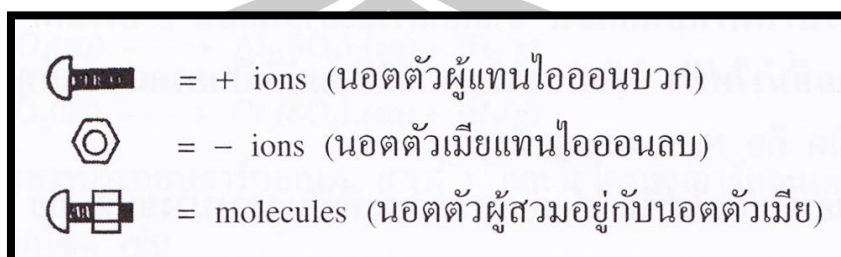 = + ions (นอตตัวผู้แทนไอออนบวก)
= – ions (นอตตัวเมียแทนไอออนลบ)
= molecules (นอตตัวผู้สวมอยู่กับนอตตัวเมีย)